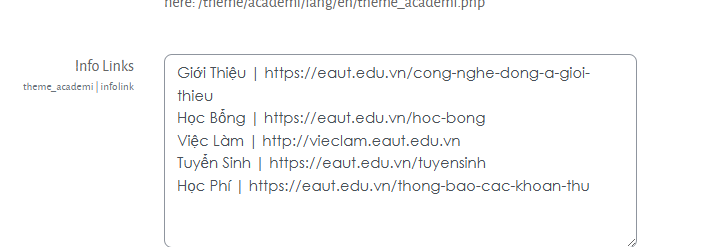 here: /theme/academi/lang/en/theme_academi.php
Info Links
theme_academi | infolink
Giới Thiệu | https://eaut.edu.vn/cong-nghe-dong-a-gioi-
thieu
Học Bổng | https://eaut.edu.vn/hoc-bong
Việc Làm | http://vieclam.eaut.edu.vn
Tuyển Sinh | https://eaut.edu.vn/tuyensinh
Học Phí | https://eaut.edu.vn/thong-bao-cac-khoan-thu